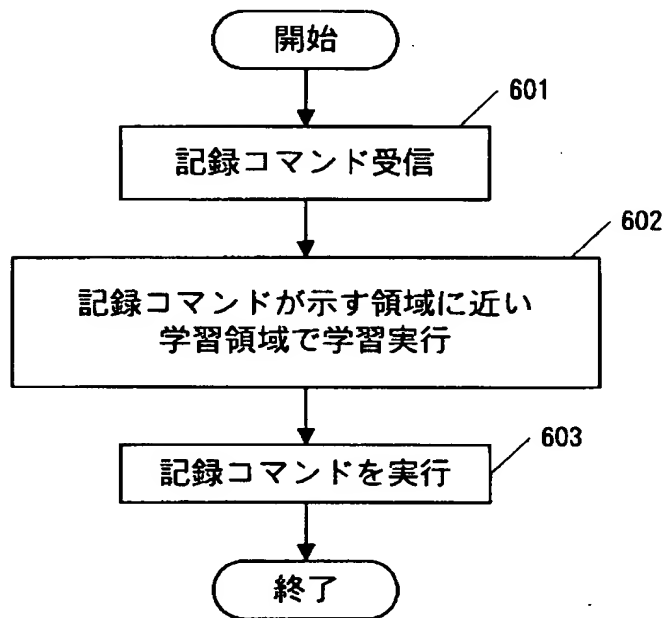 開始
601
記録コマンド受信
602
記録コマンドが示す領域に近い
学習領域で学習実行
603
記録コマンドを実行
終了